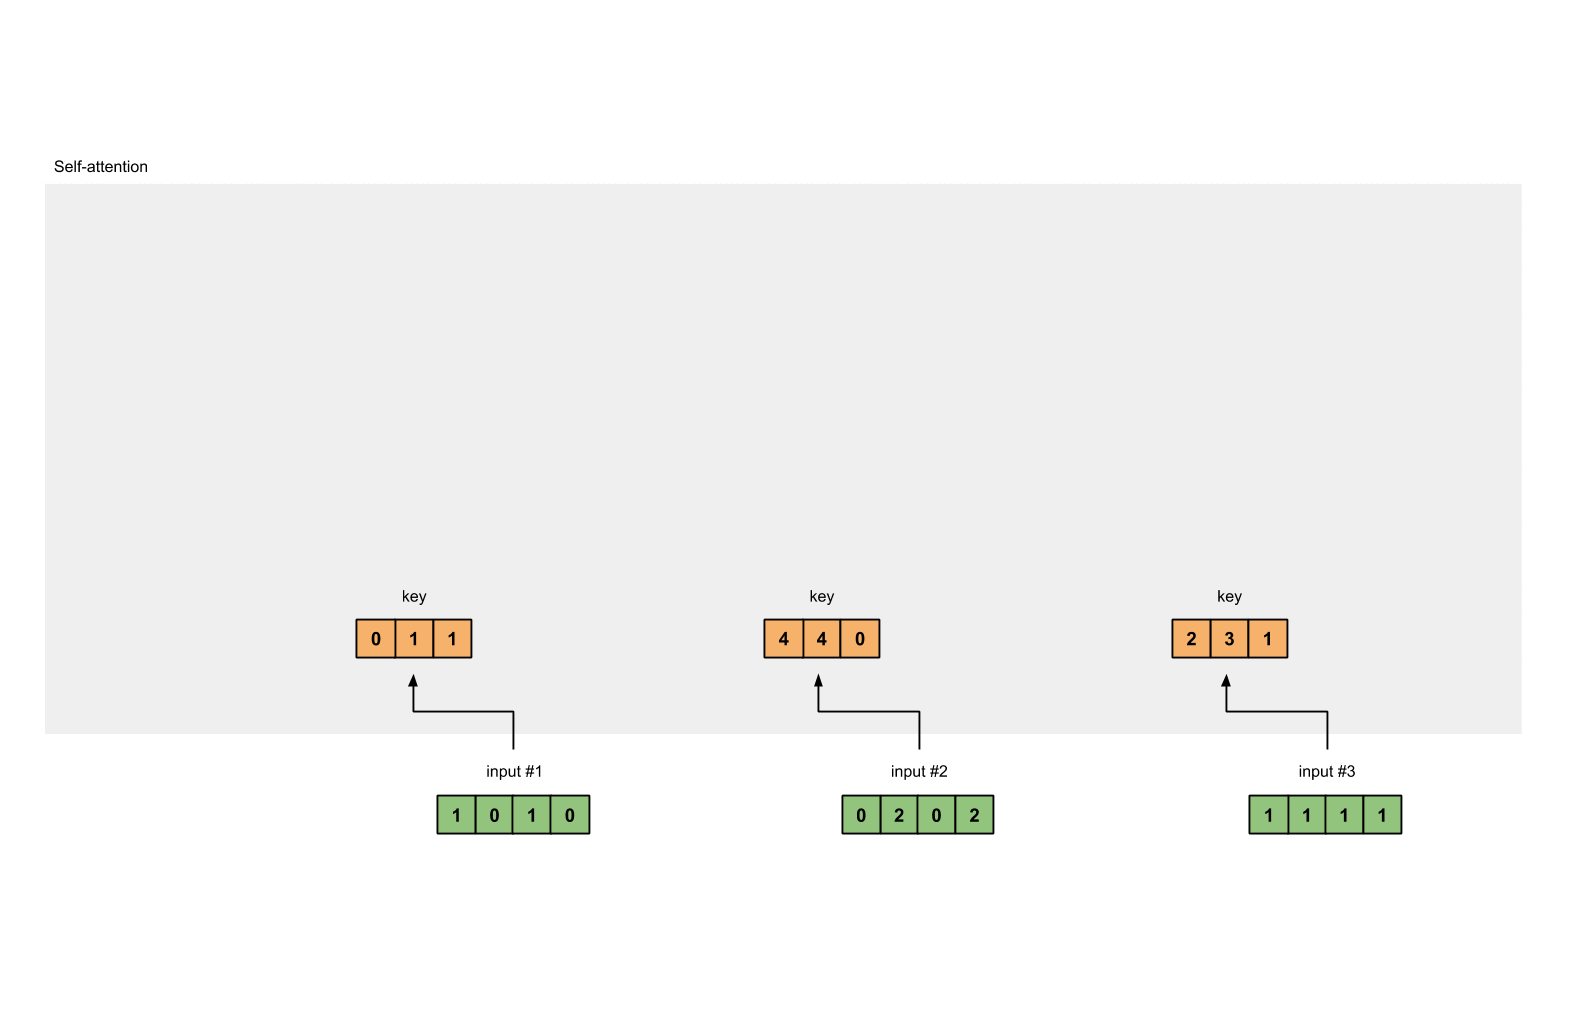 Self-attention
key key key
0 1 1 4 4 0 2 3 1
input #1 input #2 input #3
1 0 1 0 0 2 0 2 1 1 1 1